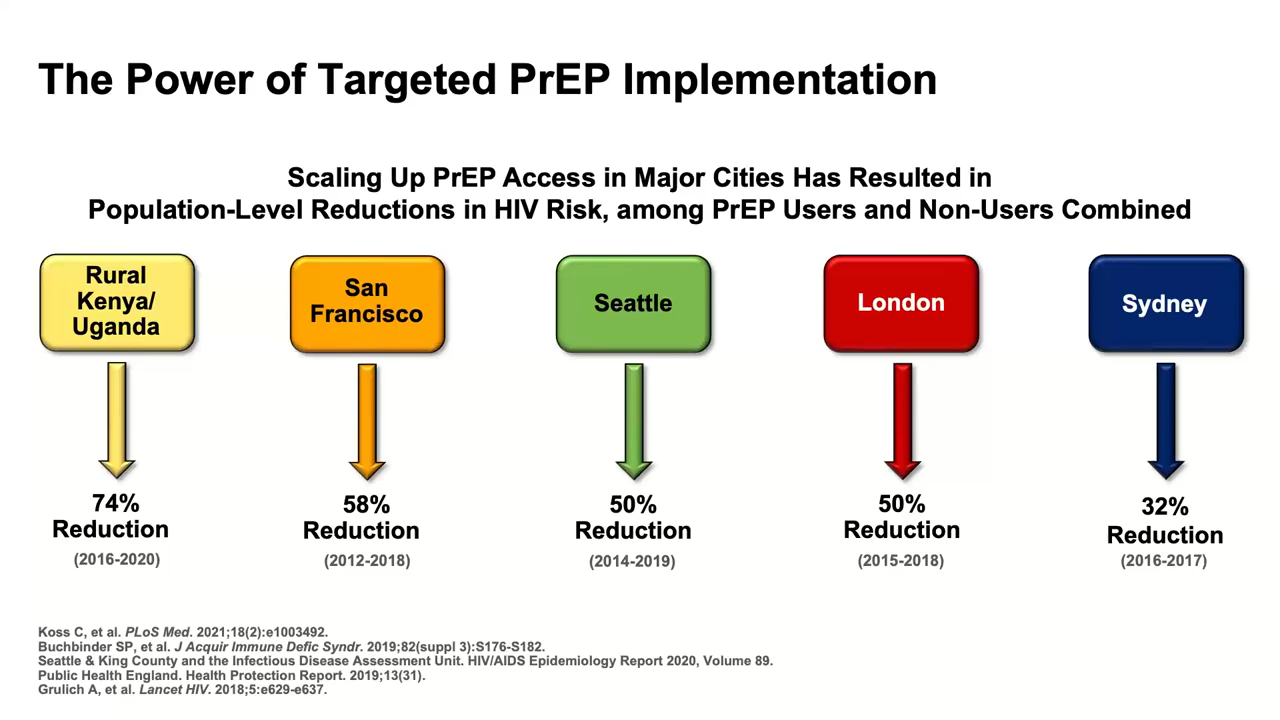 The Power of Targeted PrEP Implementation
Scaling Up PrEP Access in Major Cities Has Resulted in
Population-Level Reductions in HIV Risk, among PrEP Users and Non-Users Combined
Rural
Kenya/
Uganda
San
Francisco
Seattle
London
Sydney
74%
Reduction
(2016-2020)
58%
Reduction
(2012-2018)
50%
Reduction
(2014-2019)
50%
Reduction
(2015-2018)
32%
Reduction
(2016-2017)
Koss C, et al. PLoS Med. 2021;18(2):e1003492.
Buchbinder SP, et al. J Acquir Immune Defic Syndr. 2019;82(suppl 3):S176-S182.
Seattle & King County and the Infectious Disease Assessment Unit. HIV/AIDS Epidemiology Report 2020, Volume 89.
Public Health England. Health Protection Report. 2019;13(31).
Grulich A, et al. Lancet HIV. 2018;5:e629-e637.